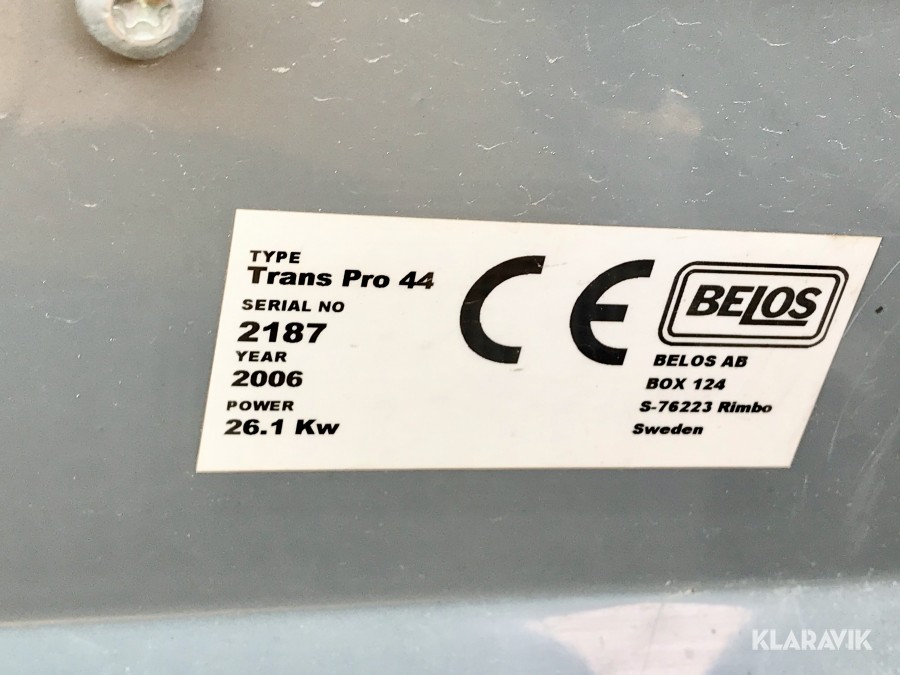 TYPE
Trans Pro 44
SERIAL NO
2187
YEAR
2006
POWER
26.1 Kw
CE
BELOS
BELOS AB
BOX 124
S-76223 Rimbo
Sweden
KLARAVIK